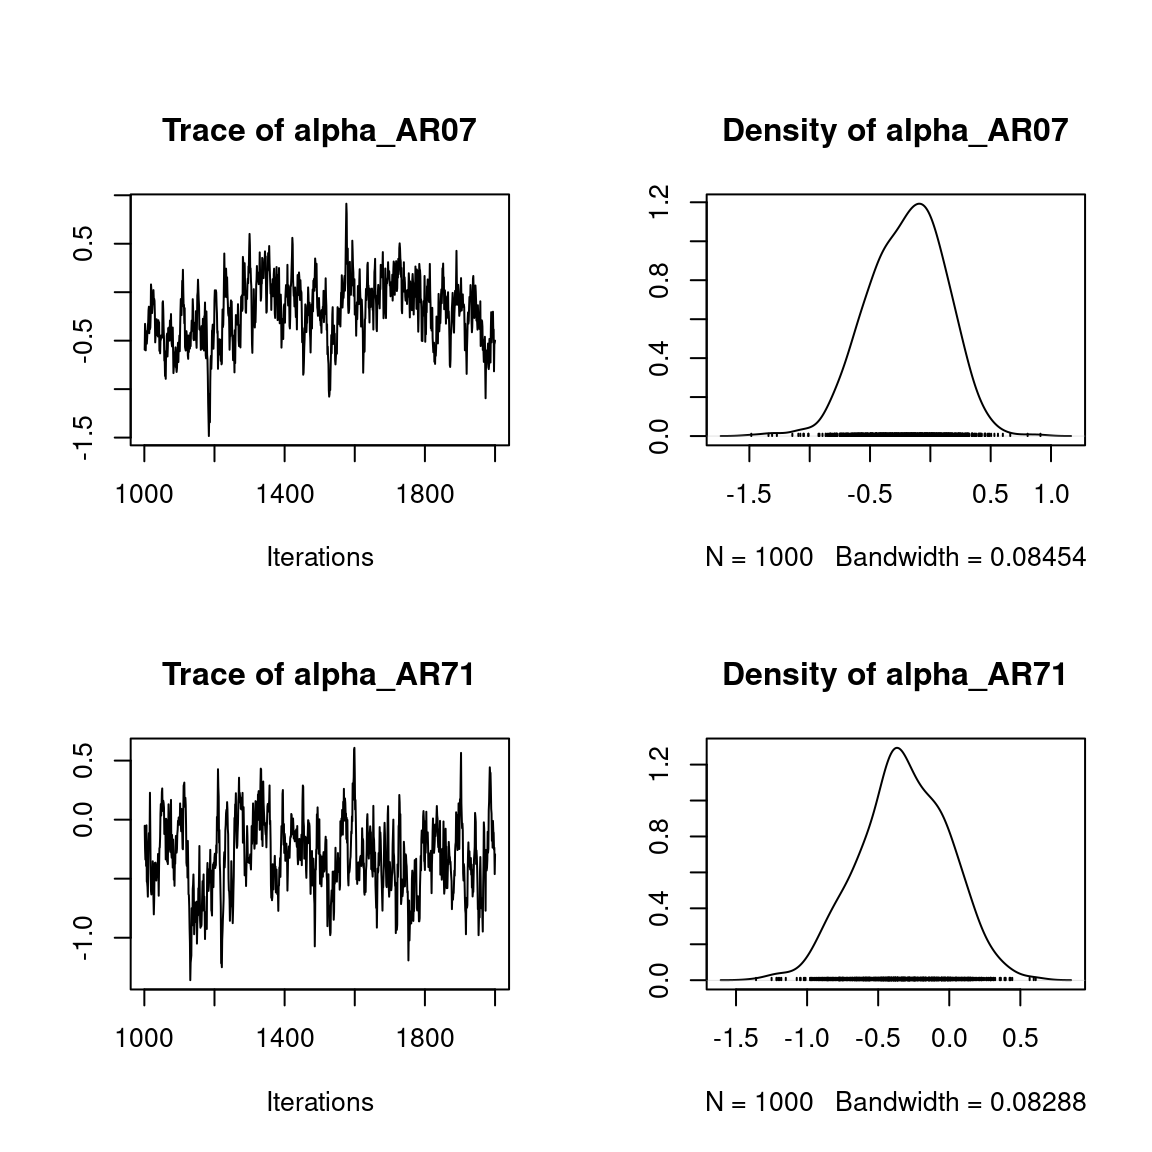 Trace of alpha_AR07
Density of alpha_AR07
0.5
-0.5
-1.5
1000 1400 1800
Iterations
1.2
0.8
0.4
0.0
-1.5 -0.5 0.5 1.0
N = 1000 Bandwidth = 0.08454
Trace of alpha_AR71
Density of alpha_AR71
0.5
0.0
-1.0
1000 1400 1800
Iterations
1.2
0.8
0.4
0.0
-1.5 -1.0 -0.5 0.0 0.5
N = 1000 Bandwidth = 0.08288